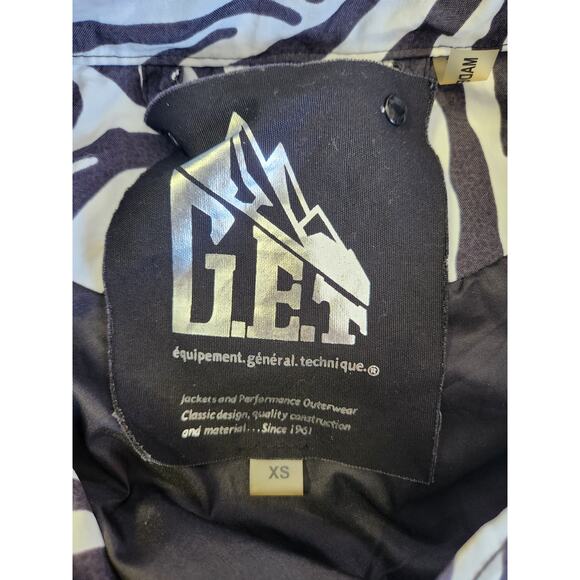 G.E.T
équipement.général.technique.®
Jackets and Performance Outerwear
Classic design, quality construction
and material...Since 1961
XS